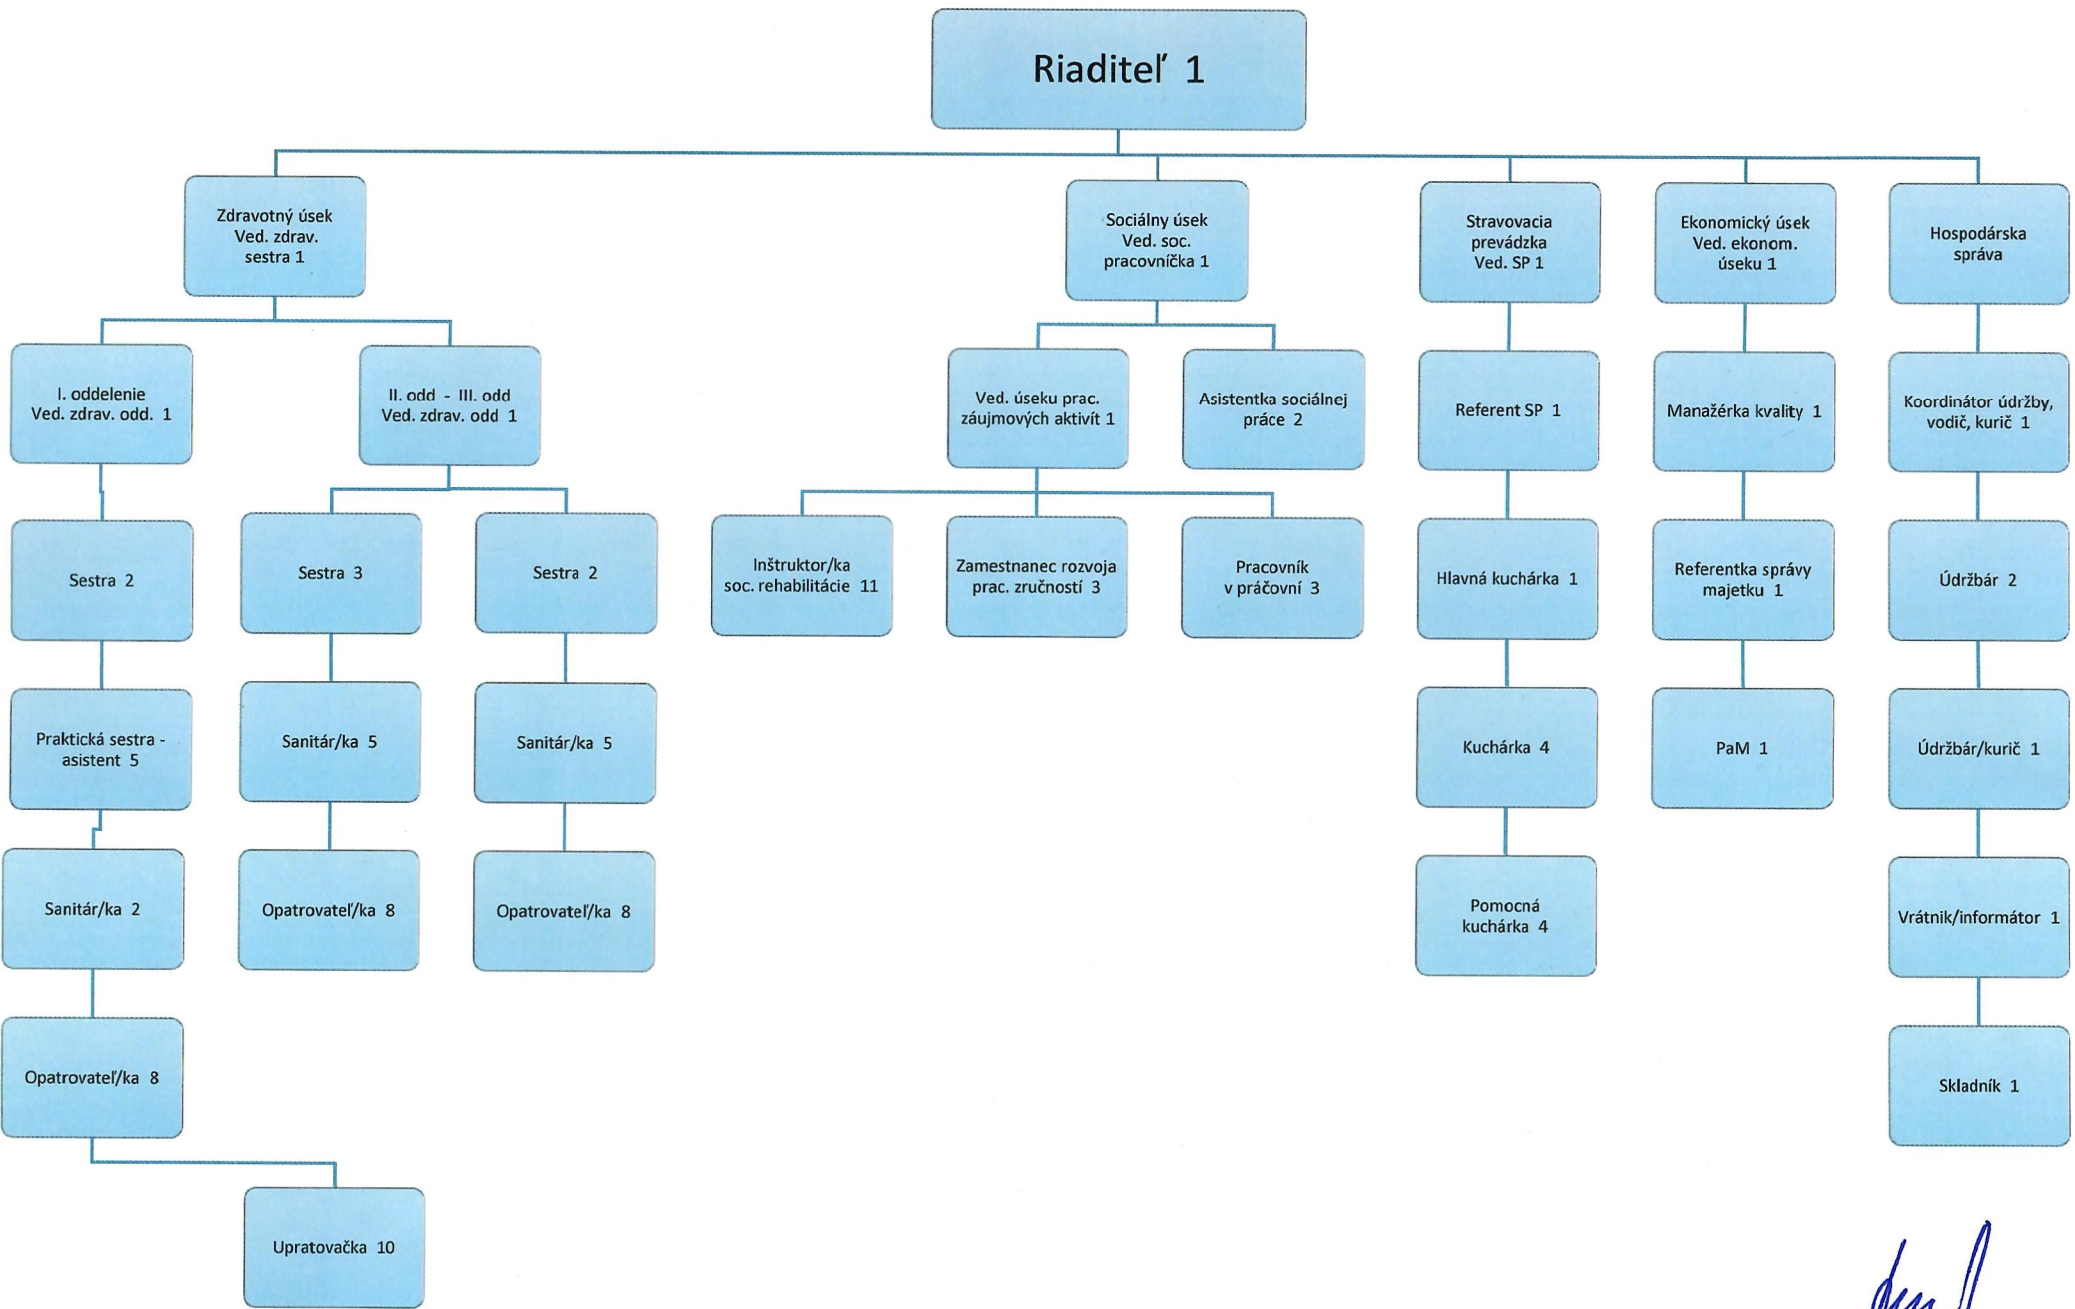 Riaditeľ 1
Zdravotný úsek
Ved. zdrav.
sestra 1
Sociálny úsek
Ved. soc.
pracovníčka 1
Stravovacia
prevádzka
Ved. SP 1
Ekonomický úsek
Ved. ekonom.
úseku 1
Hospodárska
správa
I. oddelenie
Ved. zdrav. odd. 1
II. odd - III. odd
Ved. zdrav. odd 1
Ved. úseku prac.
záujmových aktivít 1
Asistentka sociálnej
práce 2
Referent SP 1
Manažérka kvality 1
Koordinátor údržby,
vodič, kurič 1
Sestra 2
Sestra 3
Sestra 2
Inštruktor/ka
soc. rehabilitácie 11
Zamestnanec rozvoja
prac. zručností 3
Pracovník
v práčovní 3
Hlavná kuchárka 1
Referentka správy
majetku 1
Údržbár 2
Praktická sestra -
asistent 5
Sanitár/ka 5
Sanitár/ka 5
Kuchárka 4
PaM 1
Údržbár/kurič 1
Sanitár/ka 2
Opatrovateľ/ka 8
Opatrovateľ/ka 8
Pomocná
kuchárka 4
Vrátnik/informátor 1
Opatrovateľ/ka 8
Skladník 1
Upratovačka 10